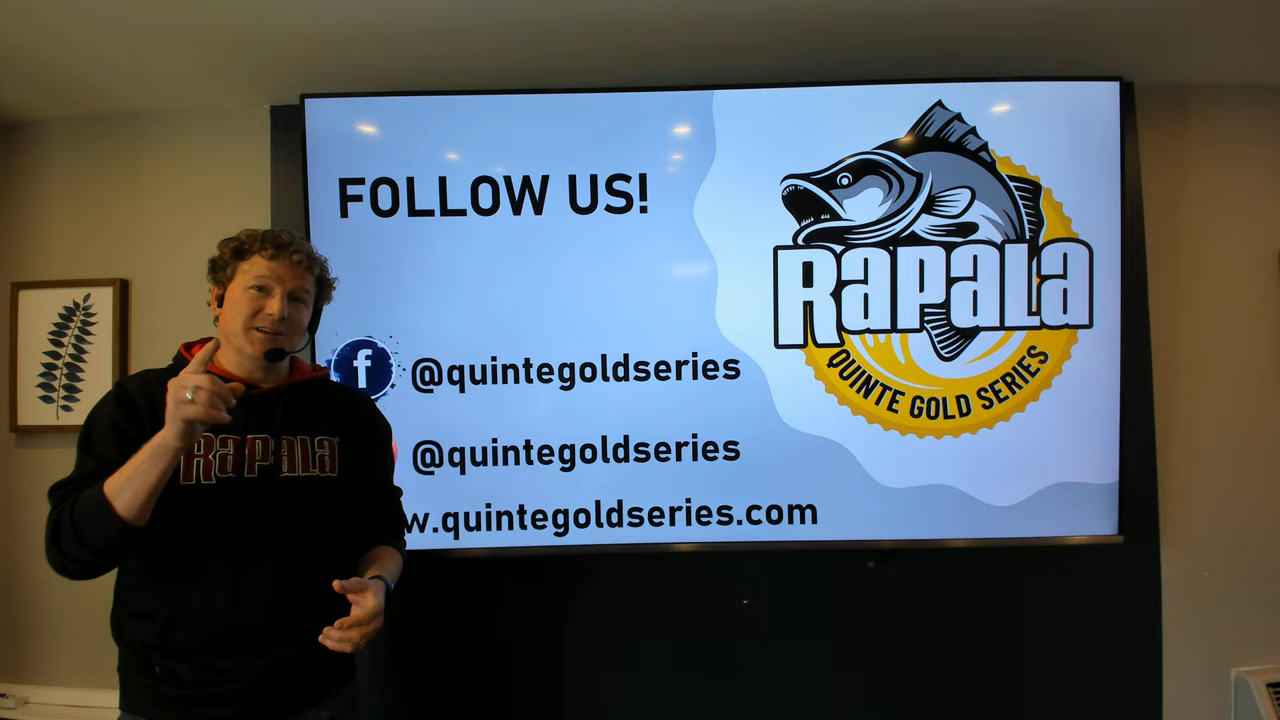 FOLLOW US!
RAPALA
QUINTE GOLD SERIES
f @quintegoldseries
@quintegoldseries
w.quintegoldseries.com
RAPALA